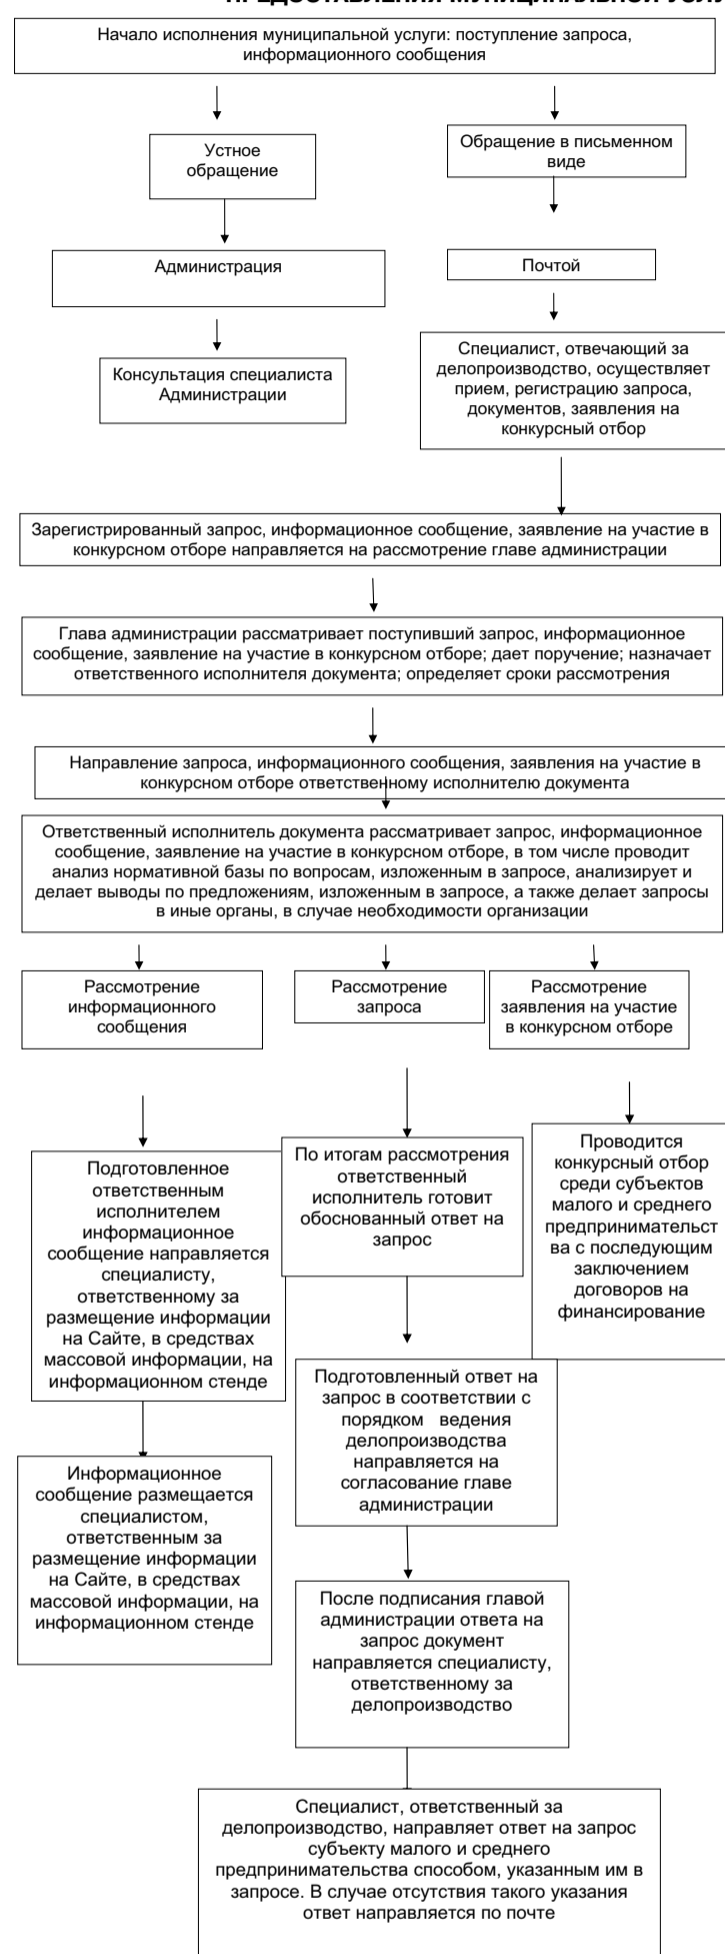 Начало исполнения муниципальной услуги: поступление запроса,
информационного сообщения
Устное
обращение
Обращение в письменном
виде
Администрация
Почтой
Консультация специалиста
Администрации
Специалист, отвечающий за
делопроизводство, осуществляет
прием, регистрацию запроса,
документов, заявления на
конкурсный отбор
Зарегистрированный запрос, информационное сообщение, заявление на участие в
конкурсном отборе направляется на рассмотрение главе администрации
Глава администрации рассматривает поступивший запрос, информационное
сообщение, заявление на участие в конкурсном отборе; дает поручение; назначает
ответственного исполнителя документа; определяет сроки рассмотрения
Направление запроса, информационного сообщения, заявления на участие в
конкурсном отборе ответственному исполнителю документа
Ответственный исполнитель документа рассматривает запрос, информационное
сообщение, заявление на участие в конкурсном отборе, в том числе проводит
анализ нормативной базы по вопросам, изложенным в запросе, анализирует и
делает выводы по предложениям, изложенным в запросе, а также делает запросы
в иные органы, в случае необходимости организации
Рассмотрение
информационного
сообщения
Рассмотрение
запроса
Рассмотрение
заявления на участие
в конкурсном отборе
Подготовленное
ответственным
исполнителем
информационное
сообщение направляется
специалисту,
ответственному за
размещение информации
на Сайте, в средствах
массовой информации, на
информационном стенде
По итогам рассмотрения
ответственный
исполнитель готовит
обоснованный ответ на
запрос
Проводится
конкурсный отбор
среди субъектов
малого и среднего
предпринимательст
ва с последующим
заключением
договоров на
финансирование
Подготовленный ответ на
запрос в соответствии с
порядком ведения
делопроизводства
направляется на
согласование главе
администрации
Информационное
сообщение размещается
специалистом,
ответственным за
размещение информации
на Сайте, в средствах
массовой информации, на
информационном стенде
После подписания главой
администрации ответа на
запрос документ
направляется специалисту,
ответственному за
делопроизводство
Специалист, ответственный за
делопроизводство, направляет ответ на запрос
субъекту малого и среднего
предпринимательства способом, указанным им в
запросе. В случае отсутствия такого указания
ответ направляется по почте